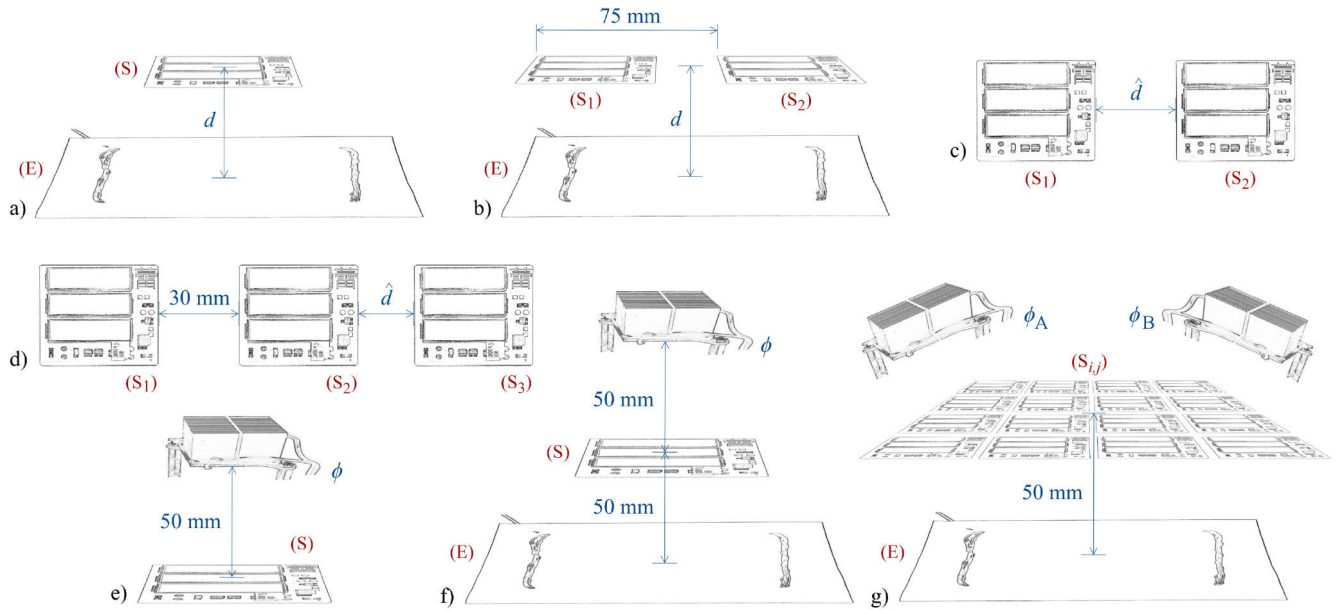 (S)
d
(E)
a)
75 mm
(S1)
(S2)
d
(E)
b)
d̂
c)
(S1)
(S2)
30 mm
d̂
d)
(S1)
(S2)
(S3)
ϕ
50 mm
(S)
e)
ϕ
50 mm
(S)
50 mm
(E)
f)
ϕA
ϕB
(Si,j)
50 mm
(E)
g)